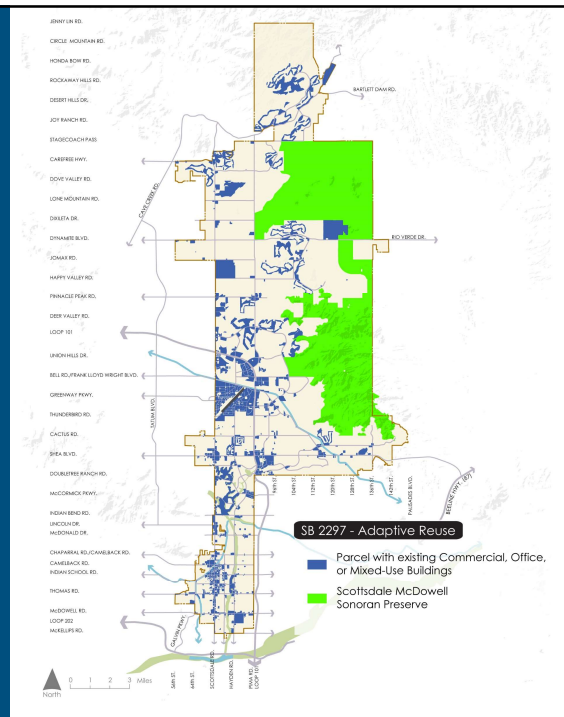 JENNY LIN RD.
CIRCLE MOUNTAIN RD.
HONDA BOW RD.
ROCKAWAY HILLS RD.
DESERT HILLS DR.
JOY RANCH RD.
STAGECOACH PASS
CAREFREE HWY.
DOVE VALLEY RD.
LONE MOUNTAIN RD.
DIXILETA DR.
DYNAMITE BLVD.
JOMAX RD.
HAPPY VALLEY RD.
PINNACLE PEAK RD.
DEER VALLEY RD.
LOOP 101
UNION HILLS DR.
BELL RD./FRANK LLOYD WRIGHT BLVD.
GREENWAY PKWY.
THUNDERBIRD RD.
CACTUS RD.
SHEA BLVD.
DOUBLETREE RANCH RD.
McCORMICK PKWY.
INDIAN BEND RD.
LINCOLN DR.
McDONALD DR.
CHAPARRAL RD./CAMELBACK RD.
CAMELBACK RD.
INDIAN SCHOOL RD.
THOMAS RD.
McDOWELL RD.
LOOP 202
McKELLIPS RD.
BARTLETT DAM RD.
CAVE CREEK RD.
RIO VERDE DR.
TATUM BLVD.
96th ST.
104th ST.
112th ST.
120th ST.
128th ST.
136th ST.
142nd ST.
PALISADES BLVD.
BEELINE HWY. (87)
SB 2297 - Adaptive Reuse
Parcel with existing Commercial, Office,
or Mixed-Use Buildings
Scottsdale McDowell
Sonoran Preserve
GALVIN PKWY.
56th ST.
64th ST.
SCOTTSDALE RD.
HAYDEN RD.
PIMA RD.
LOOP 101
0 1 2 3 Miles
North